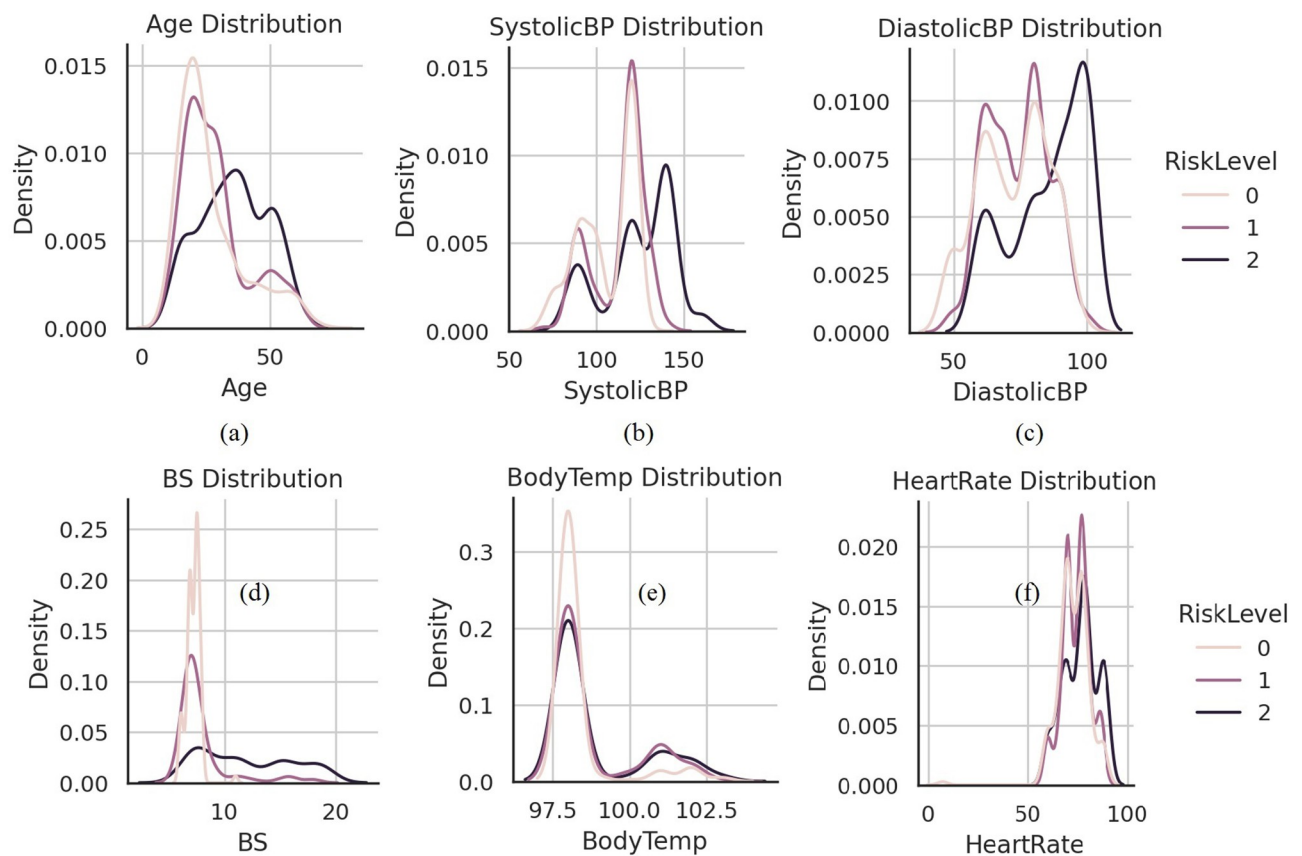 Age Distribution
0.015
0.010
0.005
0.000
Density
0 50
Age
(a)
SystolicBP Distribution
0.015
0.010
0.005
0.000
Density
50 100 150
SystolicBP
(b)
DiastolicBP Distribution
0.0100
0.0075
0.0050
0.0025
0.0000
Density
50 100
DiastolicBP
(c)
RiskLevel
0
1
2
BS Distribution
0.25
0.20
0.15
0.10
0.05
0.00
Density
(d)
10 20
BS
BodyTemp Distribution
0.3
0.2
0.1
0.0
Density
(e)
97.5 100.0 102.5
BodyTemp
HeartRate Distribution
0.020
0.015
0.010
0.005
0.000
Density
(f)
0 50 100
HeartRate
RiskLevel
0
1
2